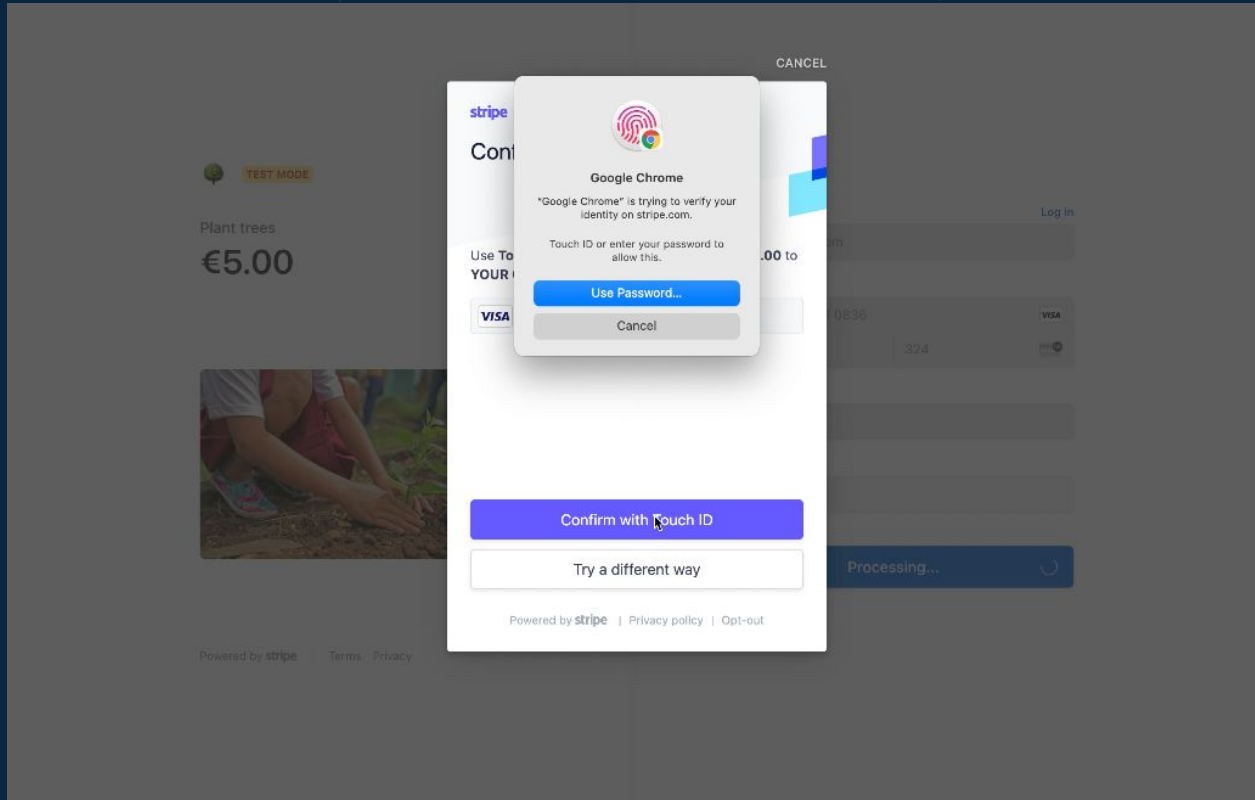 CANCEL
stripe
Conf
Google Chrome
"Google Chrome" is trying to verify your
identity on stripe.com.
Touch ID or enter your password to
allow this.
Use Password...
Cancel
TEST MODE
Plant trees
€5.00
Use To
.00 to
YOUR
VISA
Confirm with Touch ID
Try a different way
Powered by stripe | Privacy policy | Opt-out
Log in
om
0836
VISA
324
Processing...
Powered by stripe | Terms Privacy